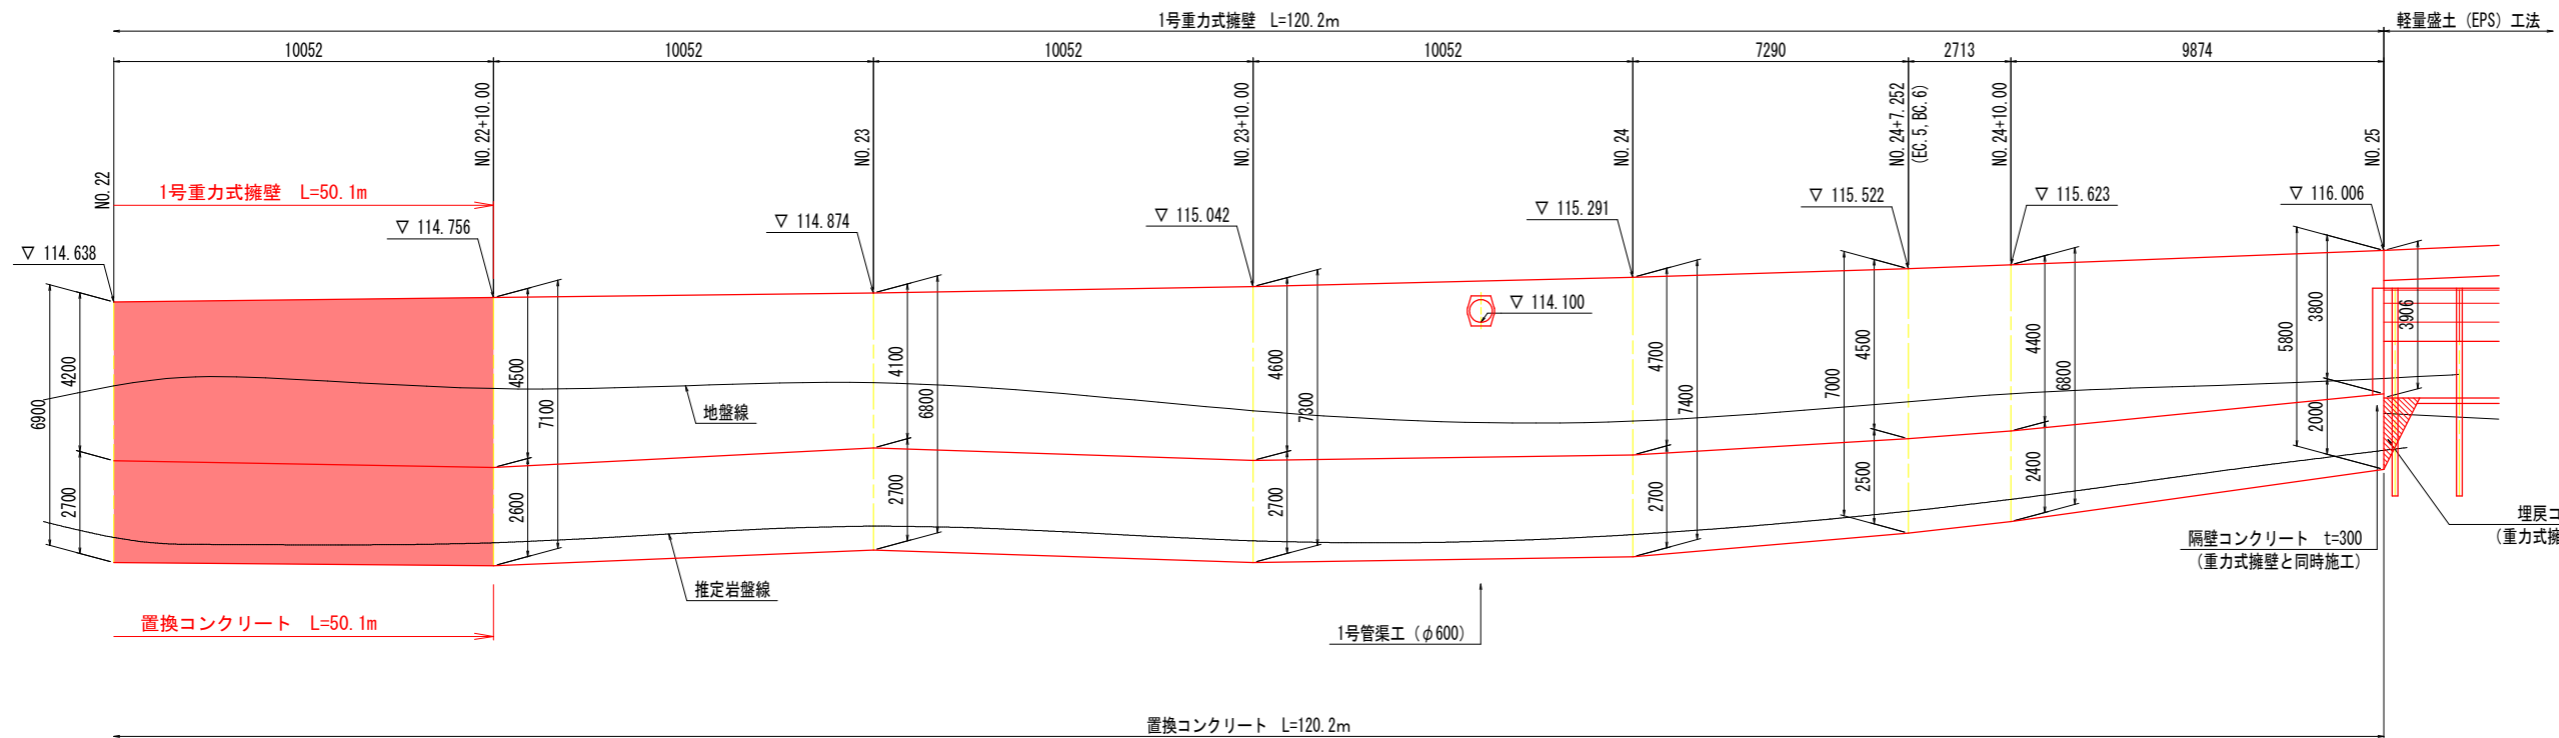 1号重力式擁壁 L=120.2m
軽量盛土（EPS）工法
10052
10052
10052
10052
7290
2713
9874
NO.22
NO.22+10.00
NO.23
NO.23+10.00
NO.24
NO.24+7.252
(EC.5,BC.6)
NO.24+10.00
NO.25
1号重力式擁壁 L=50.1m
▽ 114.638
▽ 114.756
▽ 114.874
▽ 115.042
▽ 115.291
▽ 115.522
▽ 115.623
▽ 116.006
▽ 114.100
6900
4200
2700
4500
2600
7100
4100
2700
6800
4600
2700
7300
4700
2700
7400
7000
4500
2500
4400
2400
6800
5800
3800
2000
3906
地盤線
推定岩盤線
置換コンクリート L=50.1m
1号管渠工（φ600）
隔壁コンクリート t=300
（重力式擁壁と同時施工）
埋戻コ
（重力式擁
置換コンクリート L=120.2m